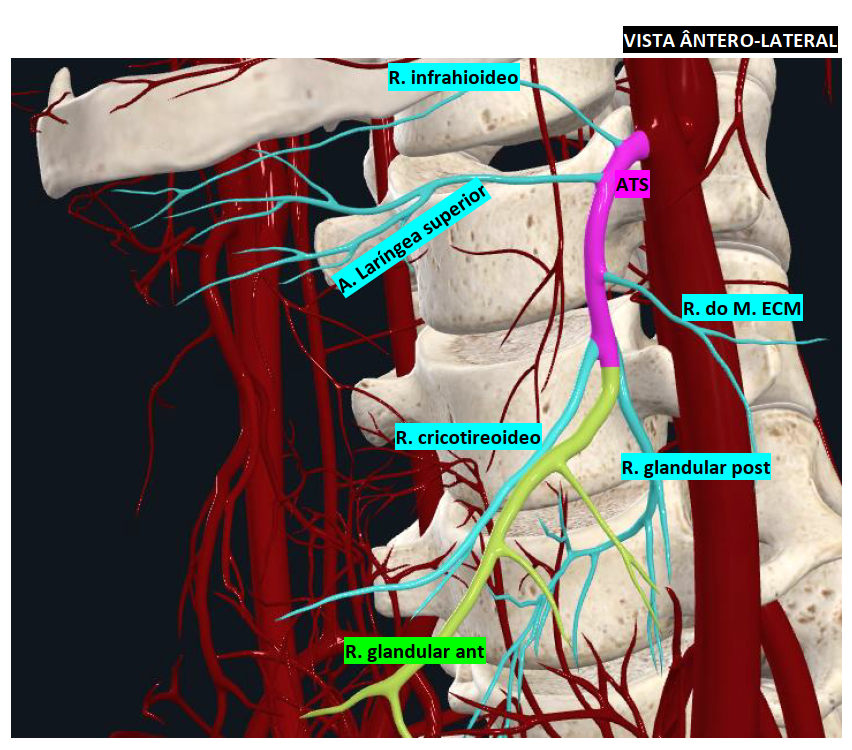 VISTA ÂNTERO-LATERAL
R. infrahioideo
ATS
A. Laríngea superior
R. do M. ECM
R. cricotireoideo
R. glandular post
R. glandular ant